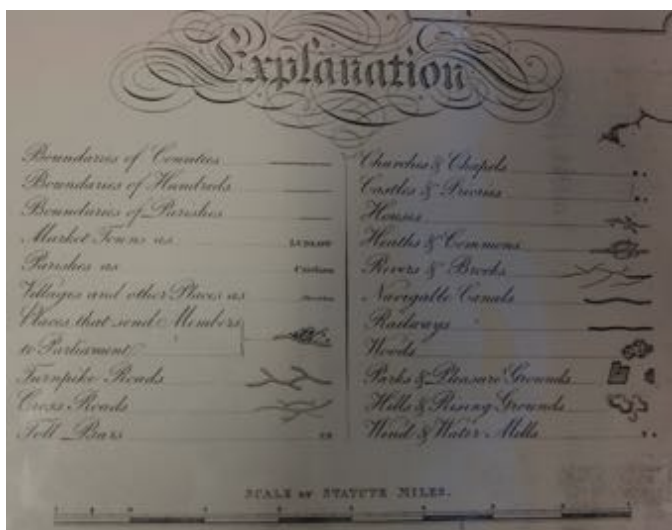 Explanation
Boundaries of Counties
Boundaries of Hundreds
Boundaries of Parishes
Market Towns as LUDLOW
Parishes as
Villages and other Places as
Places that send Members
to Parliament
Turnpike Roads
Cross Roads
Toll Bars
Churches & Chapels
Castles & Priories
Houses
Heaths & Commons
Rivers & Brooks
Navigable Canals
Railways
Woods
Parks & Pleasure Grounds
Hills & Rising Grounds
Wind & Water Mills
SCALE OF STATUTE MILES.